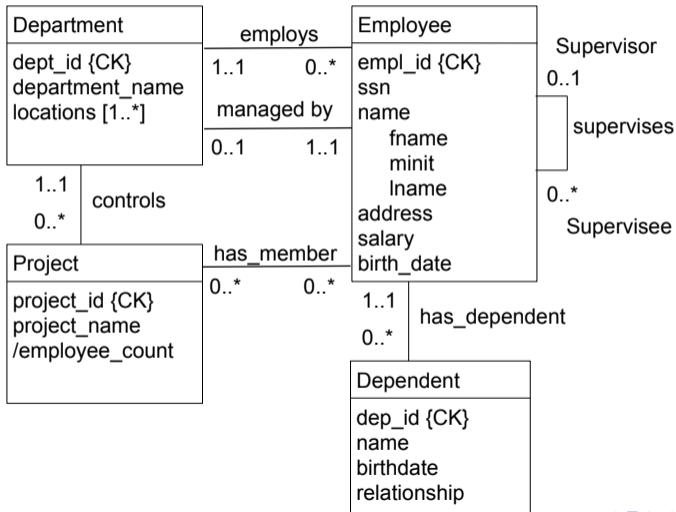 Department
dept_id {CK}
department_name
locations [1..*]
employs
1..1
0..*
managed by
0..1
1..1
Employee
empl_id {CK}
ssn
name
fname
minit
lname
address
salary
birth_date
Supervisor
0..1
supervises
0..*
Supervisee
1..1
controls
0..*
Project
project_id {CK}
project_name
/employee_count
has_member
0..*
0..*
1..1
has_dependent
0..*
Dependent
dep_id {CK}
name
birthdate
relationship